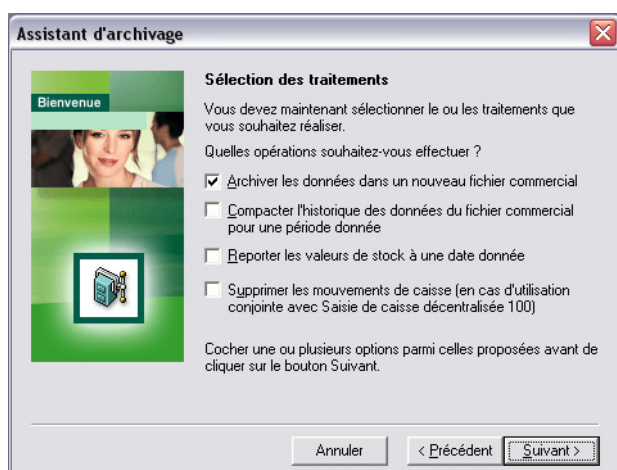 Assistant d'archivage
Bienvenue
Sélection des traitements
Vous devez maintenant sélectionner le ou les traitements que
vous souhaitez réaliser.
Quelles opérations souhaitez-vous effectuer ?
Archiver les données dans un nouveau fichier commercial
Compacter l'historique des données du fichier commercial
pour une période donnée
Reporter les valeurs de stock à une date donnée
Supprimer les mouvements de caisse (en cas d'utilisation
conjointe avec Saisie de caisse décentralisée 100)
Cocher une ou plusieurs options parmi celles proposées avant de
cliquer sur le bouton Suivant.
Annuler
< Précédent
Suivant >